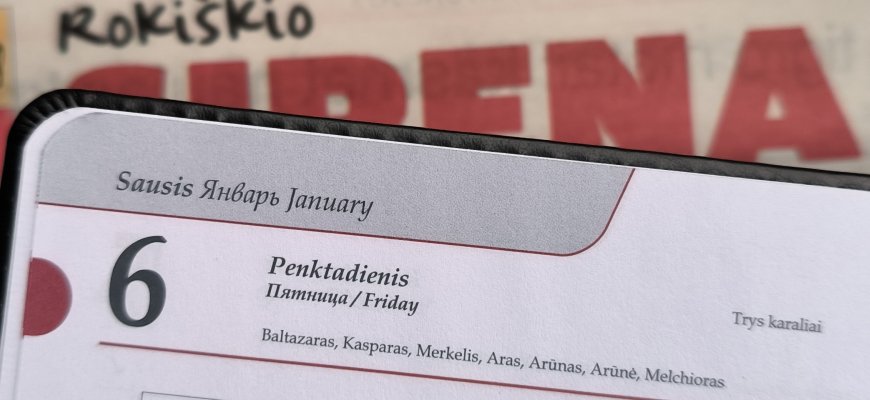 Rokiškio
SIRENA
Sausis Январь January
6
Penktadienis
Пятница / Friday
Trys karaliai
Baltazaras, Kasparas, Merkelis, Aras, Arūnas, Arūnė, Melchioras